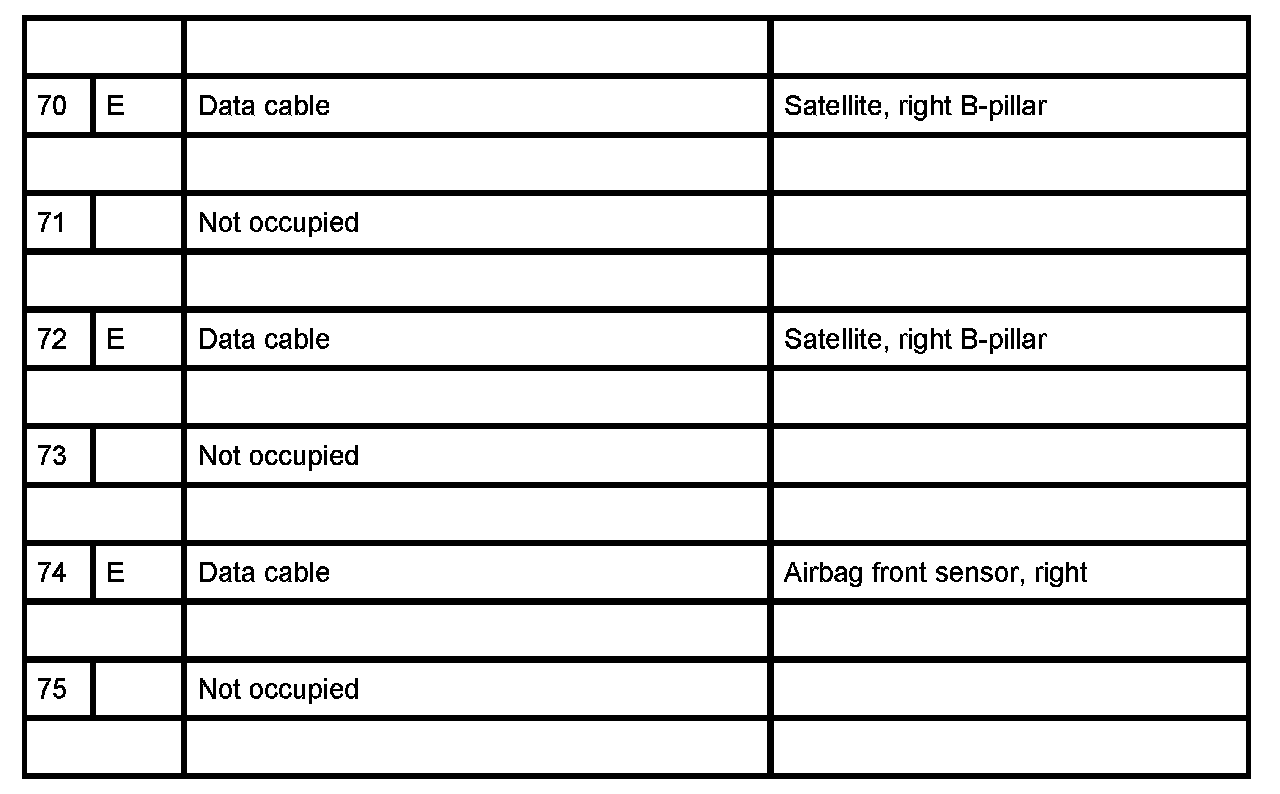 70 E Data cable Satellite, right B-pillar
71 Not occupied
72 E Data cable Satellite, right B-pillar
73 Not occupied
74 E Data cable Airbag front sensor, right
75 Not occupied